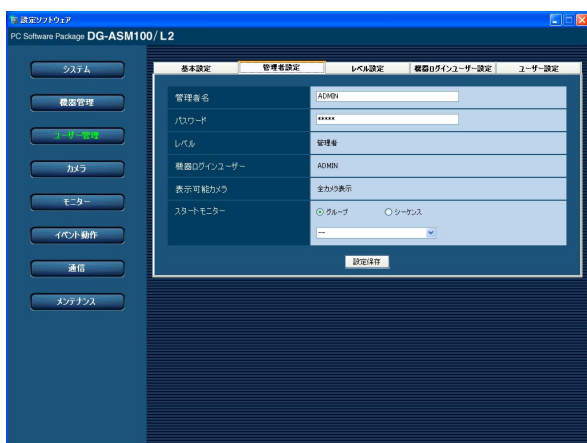 設定ソフトウェア
PC Software Package DG-ASM100/L2
システム
機器管理
ユーザー管理
カメラ
モニター
イベント動作
通信
メンテナンス
基本設定 管理者設定 レベル設定 機器ログインユーザー設定 ユーザー設定
管理者名 ADMIN
パスワード *****
レベル 管理者
機器ログインユーザー ADMIN
表示可能カメラ 全カメラ表示
スタートモニター グループ シーケンス
--
設定保存